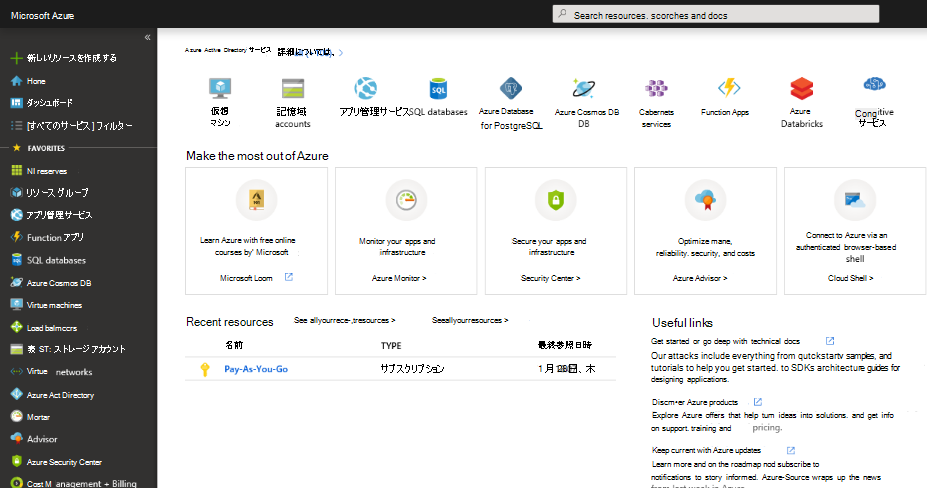 Microsoft Azure
Search resources. scorches and docs
«
新しいリソースを作成する
Hone
ダッシュボード
[すべてのサービス] フィルター
FAVORITES
NI reserves
リソース グループ
アプリ管理サービス
Function アプリ
SQL databases
Azure Cosmos DB
Virtue machines
Load balmccrs
表 ST: ストレージ アカウント
Virtue networks
Azure Act Directory
Mortar
Advisor
Azure Security Center
Cost M anagement + Billing
Azure Active Directory サービス
詳細については、
仮想
マシン
記憶域
accounts
アプリ管理サービス
SQL databases
Azure Database
for PostgreSQL
Azure Cosmos DB
DB
Cabernets
services
Function Apps
Azure
Databricks
Congitive
サービス
Make the most out of Azure
Learn Azure with free online
courses by' Microsoft
Microsoft Loom
Monitor your apps and
infrastructure
Azure Monitor >
Secure your apps and
infrastructure
Security Center >
Optimize mane,
reliability. security, and costs
Azure Advisor >
Connect to Azure via an
authenticated browser-based
shell
Cloud Shell >
Recent resources
See allyourrece-,tresources >
Seeallyourresources >
名前 TYPE 最終参照日時
Pay-As-You-Go サブスクリプション 1 月 日、木
Useful links
Get started or go deep with technical docs
Our attacks include everything from qutckstartv samples, and
tutorials to help you get started. to SDKs architecture guides for
designing applications.
Discm•er Azure products
Explore Azure offers that help tum ideas into solutions. and get info
on support. training and pricing.
Keep current with Azure updates
Learn more and on the roadmap nod subscribe to
notifications to story informed. Azure-Source wraps up the news
from last week in Azure